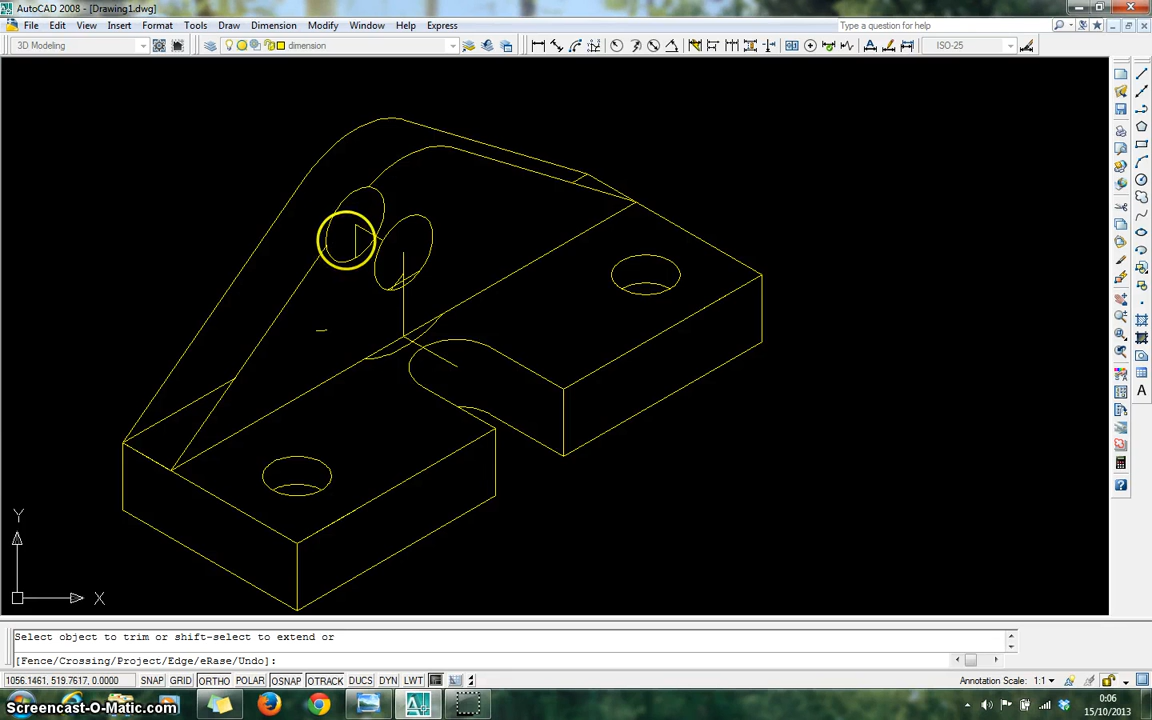 AutoCAD 2008 - [Drawing1.dwg]
File Edit View Insert Format Tools Draw Dimension Modify Window Help Express
Type a question for help
3D Modeling
dimension
ISO-25
A
Y
X
Select object to trim or shift-select to extend or
[Fence/Crossing/Project/Edge/eRase/Undo]:
1056.1461, 519.7617, 0.0000 SNAP GRID ORTHO POLAR OSNAP OTRACK DUCS DYN LWT
Annotation Scale: 1:1
0:06
15/10/2013
Screencast-O-Matic.com